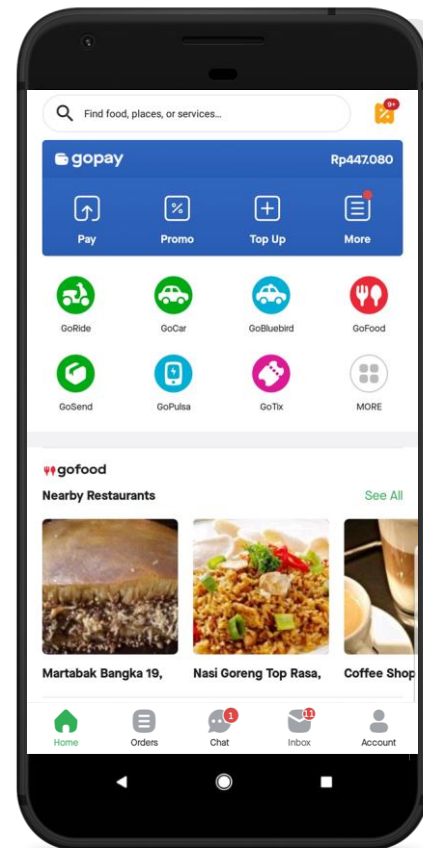 Find food, places, or services...
9+
gopay
Rp447.080
Pay
Promo
Top Up
More
GoRide
GoCar
GoBluebird
GoFood
GoSend
GoPulsa
GoTix
MORE
gofood
Nearby Restaurants
See All
Martabak Bangka 19,
Nasi Goreng Top Rasa,
Coffee Shop
1
11
Home
Orders
Chat
Inbox
Account